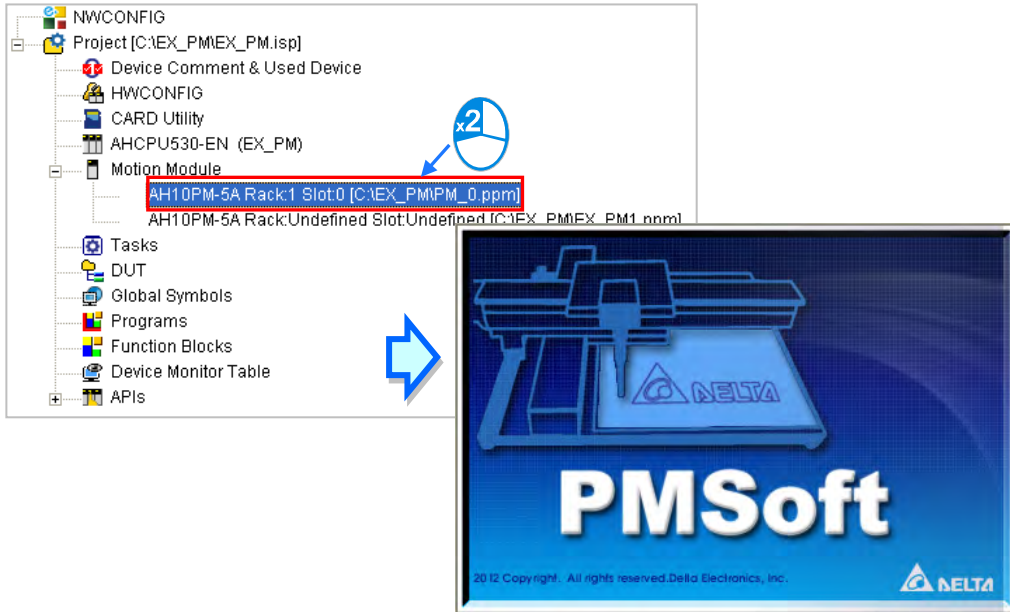 NWCONFIG
Project [C:\EX_PM\EX_PM.isp]
Device Comment & Used Device
HWCONFIG
CARD Utility
AHCPU530-EN (EX_PM)
x2
Motion Module
AH10PM-5A Rack:1 Slot:0 [C:\EX_PM\PM_0.ppm]
AH10PM-5A Rack:Undefined Slot:Undefined [C:\EX_PM\EX_PM1.ppm]
Tasks
DUT
Global Symbols
Programs
Function Blocks
Device Monitor Table
APIs
DELTA
PMSoft
2012 Copyright. All rights reserved.Delta Electronics, Inc.
DELTA